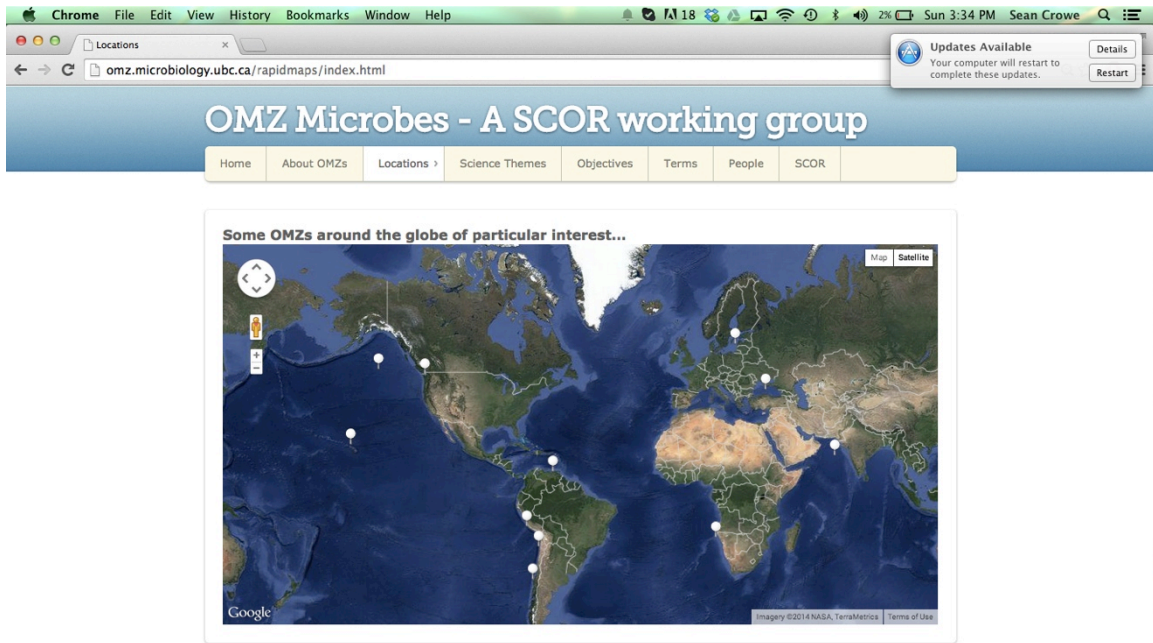 Chrome File Edit View History Bookmarks Window Help 18 2% Sun 3:34 PM Sean Crowe
Locations
Updates Available
Your computer will restart to complete these updates.
Details
Restart
omz.microbiology.ubc.ca/rapidmaps/index.html
OMZ Microbes - A SCOR working group
Home About OMZs Locations › Science Themes Objectives Terms People SCOR
Some OMZs around the globe of particular interest...
Map Satellite
+
−
Google
Imagery ©2014 NASA, TerraMetrics Terms of Use